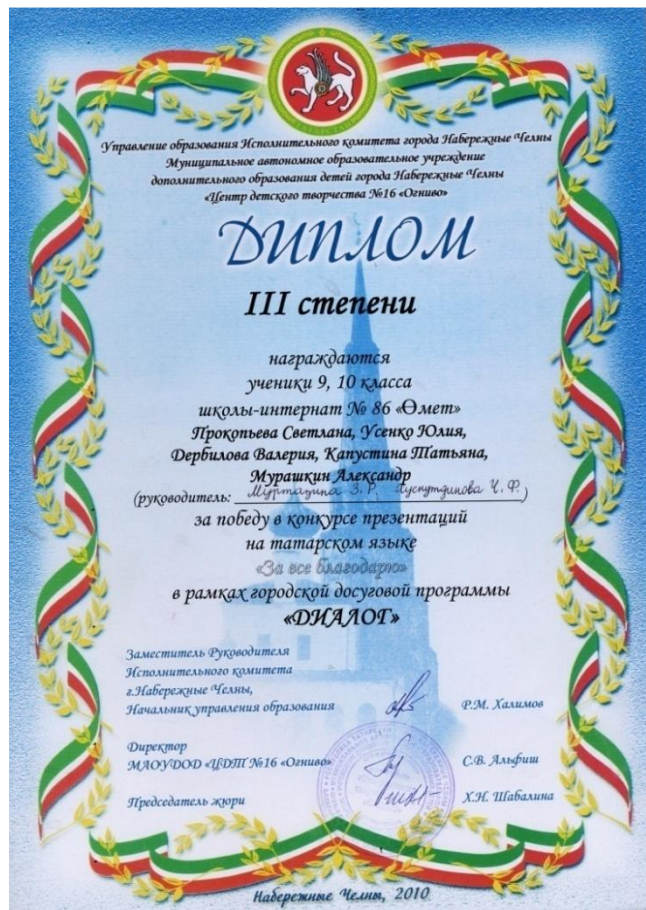 ТАТАРСТАН
Управление образования Исполнительного комитета города Набережные Челны
Муниципальное автономное образовательное учреждение
дополнительного образования детей города Набережные Челны
«Центр детского творчества №16 «Огниво»
ДИПЛОМ
III степени
награждаются
ученики 9, 10 класса
школы-интернат № 86 «Өмет»
Прокопьева Светлана, Усенко Юлия,
Дербилова Валерия, Капустина Татьяна,
Мурашкин Александр
(руководитель: Муртазина З.Р. Хуснутдинова Ч.Ф.)
за победу в конкурсе презентаций
на татарском языке
«За все благодарю»
в рамках городской досуговой программы
«ДИАЛОГ»
Заместитель Руководителя
Исполнительного комитета
г.Набережные Челны,
Начальник управления образования Р.М. Халимов
Директор
МАОУДОД «ЦДТ №16 «Огниво» С.В. Альфиш
Председатель жюри Х.Н. Шабалина
Набережные Челны, 2010